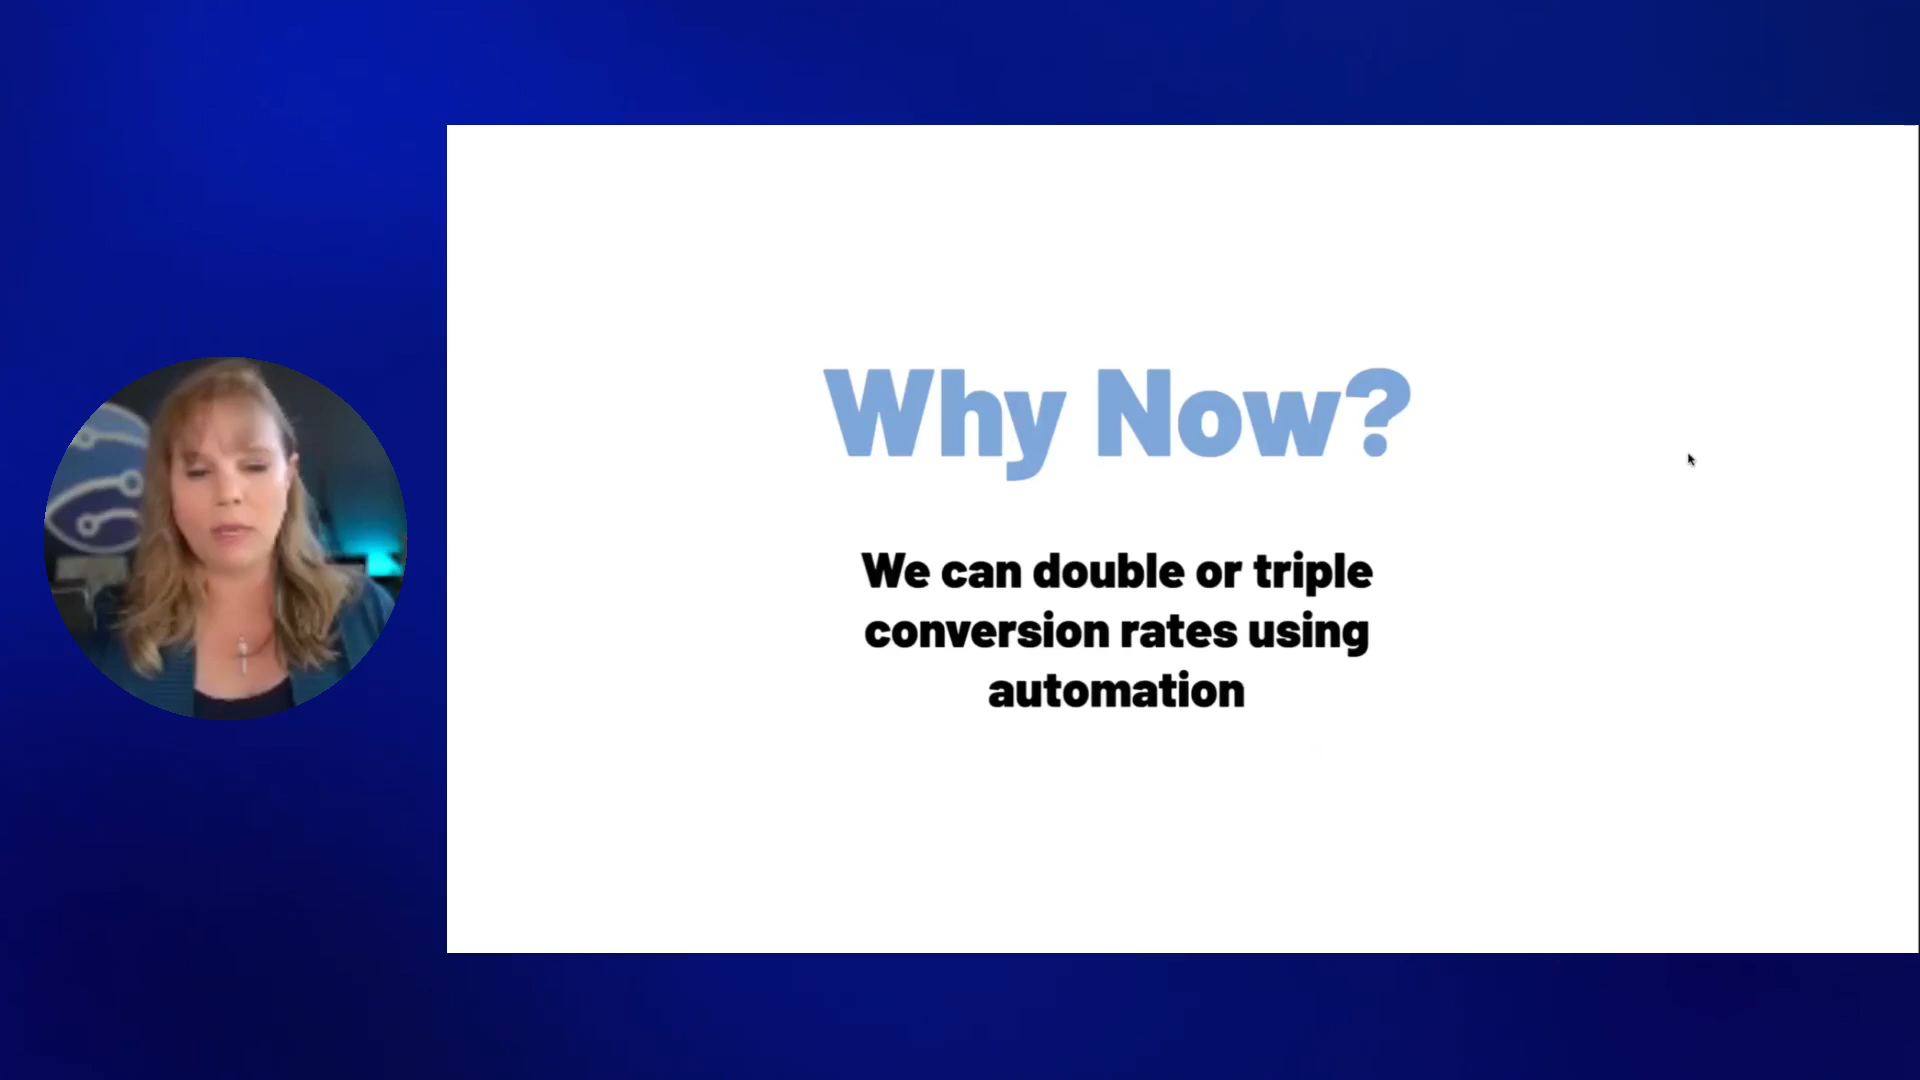 Why Now?
We can double or triple
conversion rates using
automation